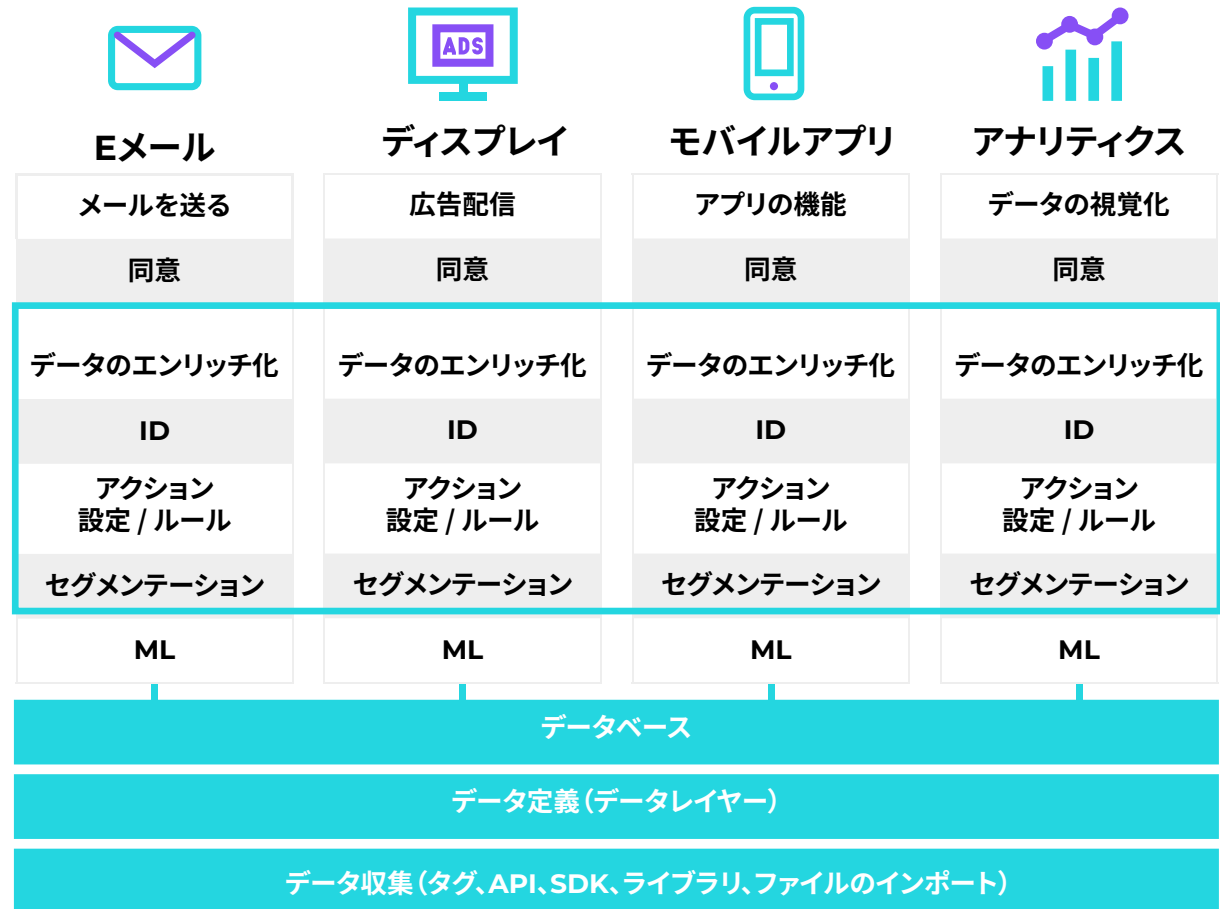 ADS
Eメール
ディスプレイ
モバイルアプリ
アナリティクス
メールを送る
広告配信
アプリの機能
データの視覚化
同意
同意
同意
同意
データのエンリッチ化
データのエンリッチ化
データのエンリッチ化
データのエンリッチ化
ID
ID
ID
ID
アクション
設定 / ルール
アクション
設定 / ルール
アクション
設定 / ルール
アクション
設定 / ルール
セグメンテーション
セグメンテーション
セグメンテーション
セグメンテーション
ML
ML
ML
ML
データベース
データ定義（データレイヤー）
データ収集（タグ、API、SDK、ライブラリ、ファイルのインポート）